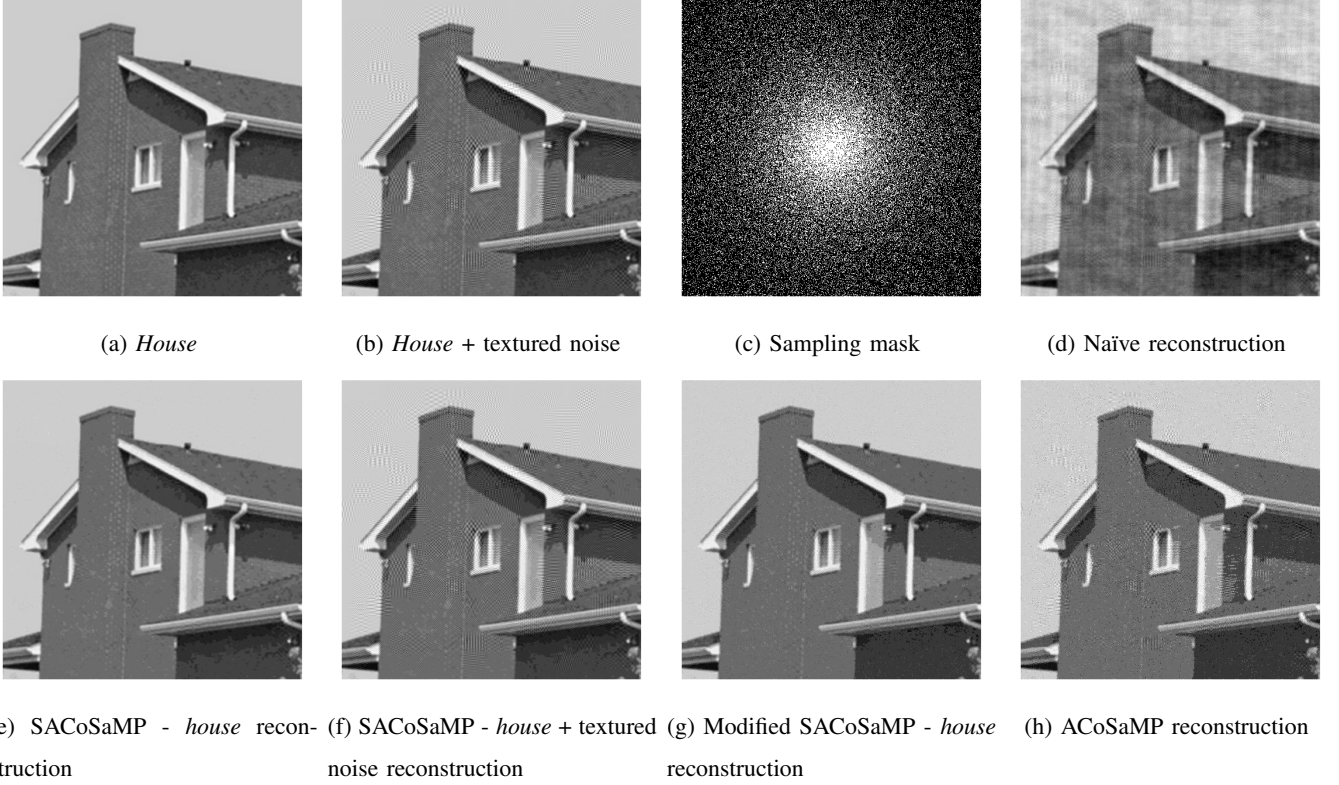 (a) House
(b) House + textured noise
(c) Sampling mask
(d) Naïve reconstruction
e) SACoSaMP - house recon-
truction
(f) SACoSaMP - house + textured
noise reconstruction
(g) Modified SACoSaMP - house
reconstruction
(h) ACoSaMP reconstruction